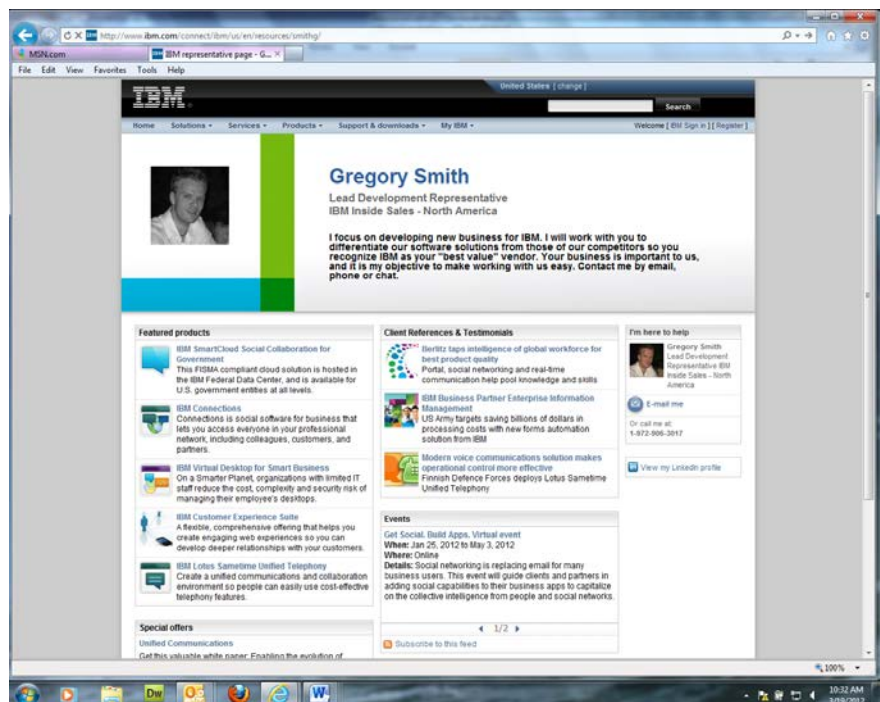 http://www.ibm.com/connect/ibm/us/en/resources/smithg/
MSN.com
IBM representative page - G...
File Edit View Favorites Tools Help
IBM
United States [ change ]
Search
Home Solutions Services Products Support & downloads My IBM
Welcome [ IBM Sign in ] [ Register ]
Gregory Smith
Lead Development Representative
IBM Inside Sales - North America
I focus on developing new business for IBM. I will work with you to
differentiate our software solutions from those of our competitors so you
recognize IBM as your "best value" vendor. Your business is important to us,
and it is my objective to make working with us easy. Contact me by email,
phone or chat.
Featured products
IBM SmartCloud Social Collaboration for
Government
This FISMA compliant cloud solution is hosted in
the IBM Federal Data Center, and is available for
U.S. government entities at all levels.
IBM Connections
Connections is social software for business that
lets you access everyone in your professional
network, including colleagues, customers, and
partners.
IBM Virtual Desktop for Smart Business
On a Smarter Planet, organizations with limited IT
staff reduce the cost, complexity and security risk of
managing their employee's desktops.
IBM Customer Experience Suite
A flexible, comprehensive offering that helps you
create engaging web experiences so you can
develop deeper relationships with your customers.
IBM Lotus Sametime Unified Telephony
Create a unified communications and collaboration
environment so people can easily use cost-effective
telephony features.
Special offers
Unified Communications
Get this valuable white paper: Enabling the evolution of
Client References & Testimonials
Berlitz taps intelligence of global workforce for
best product quality
Portal, social networking and real-time
communication help pool knowledge and skills
IBM Business Partner Enterprise Information
Management
US Army targets saving billions of dollars in
processing costs with new forms automation
solution from IBM
Modern voice communications solution makes
operational control more effective
Finnish Defence Forces deploys Lotus Sametime
Unified Telephony
Events
Get Social. Build Apps. Virtual event
When: Jan 25, 2012 to May 3, 2012
Where: Online
Details: Social networking is replacing email for many
business users. This event will guide clients and partners in
adding social capabilities to their business apps to capitalize
on the collective intelligence from people and social networks.
1/2
Subscribe to this feed
I'm here to help
Gregory Smith
Lead Development
Representative IBM
Inside Sales - North
America
E-mail me
Or call me at:
1-972-906-3017
View my LinkedIn profile
100%
Dw
W
10:32 AM
3/19/2012